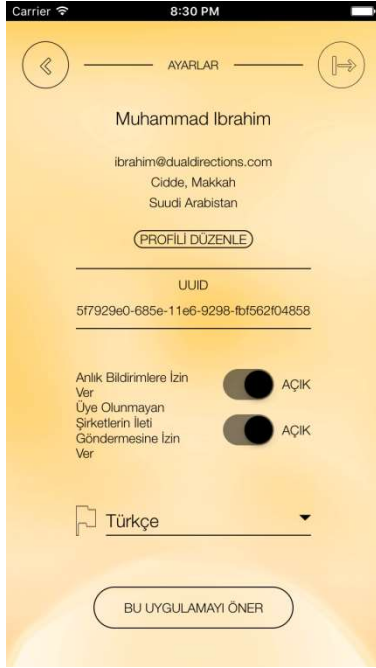 Carrier 8:30 PM
AYARLAR
Muhammad Ibrahim
ibrahim@dualdirections.com
Cidde, Makkah
Suudi Arabistan
PROFİLİ DÜZENLE
UUID
5f7929e0-685e-11e6-9298-fbf562f04858
Anlık Bildirimlere İzin
Ver
AÇIK
Üye Olunmayan
Şirketlerin İleti
Göndermesine İzin
Ver
AÇIK
Türkçe
BU UYGULAMAYI ÖNER